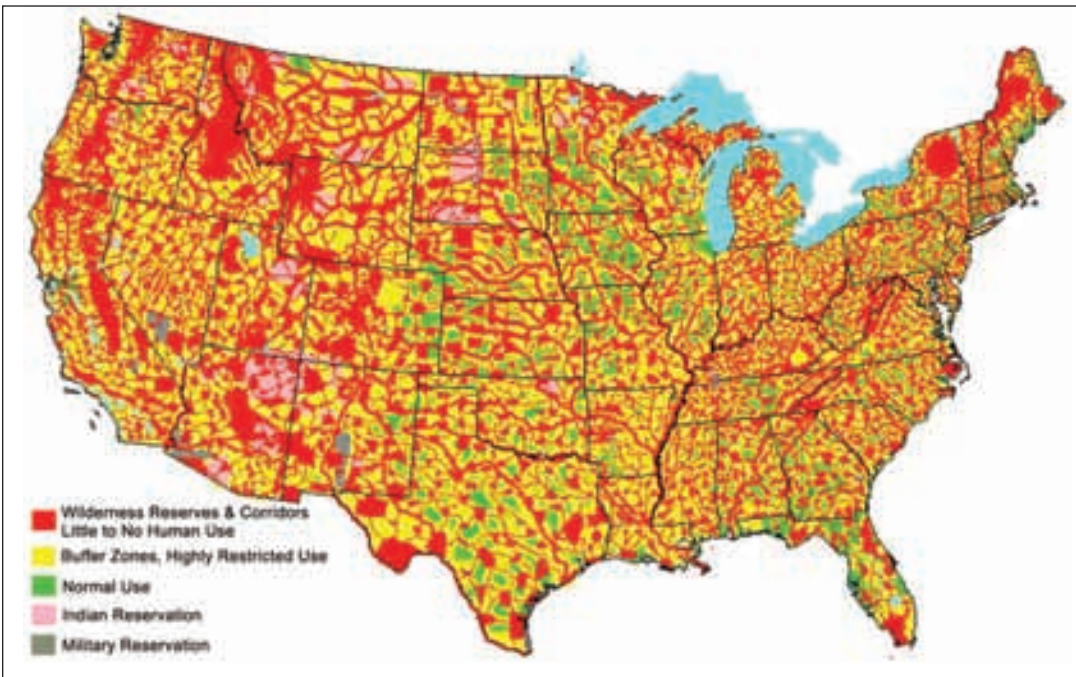 Wilderness Reserves & Corridors
Little to No Human Use
Buffer Zones, Highly Restricted Use
Normal Use
Indian Reservation
Military Reservation